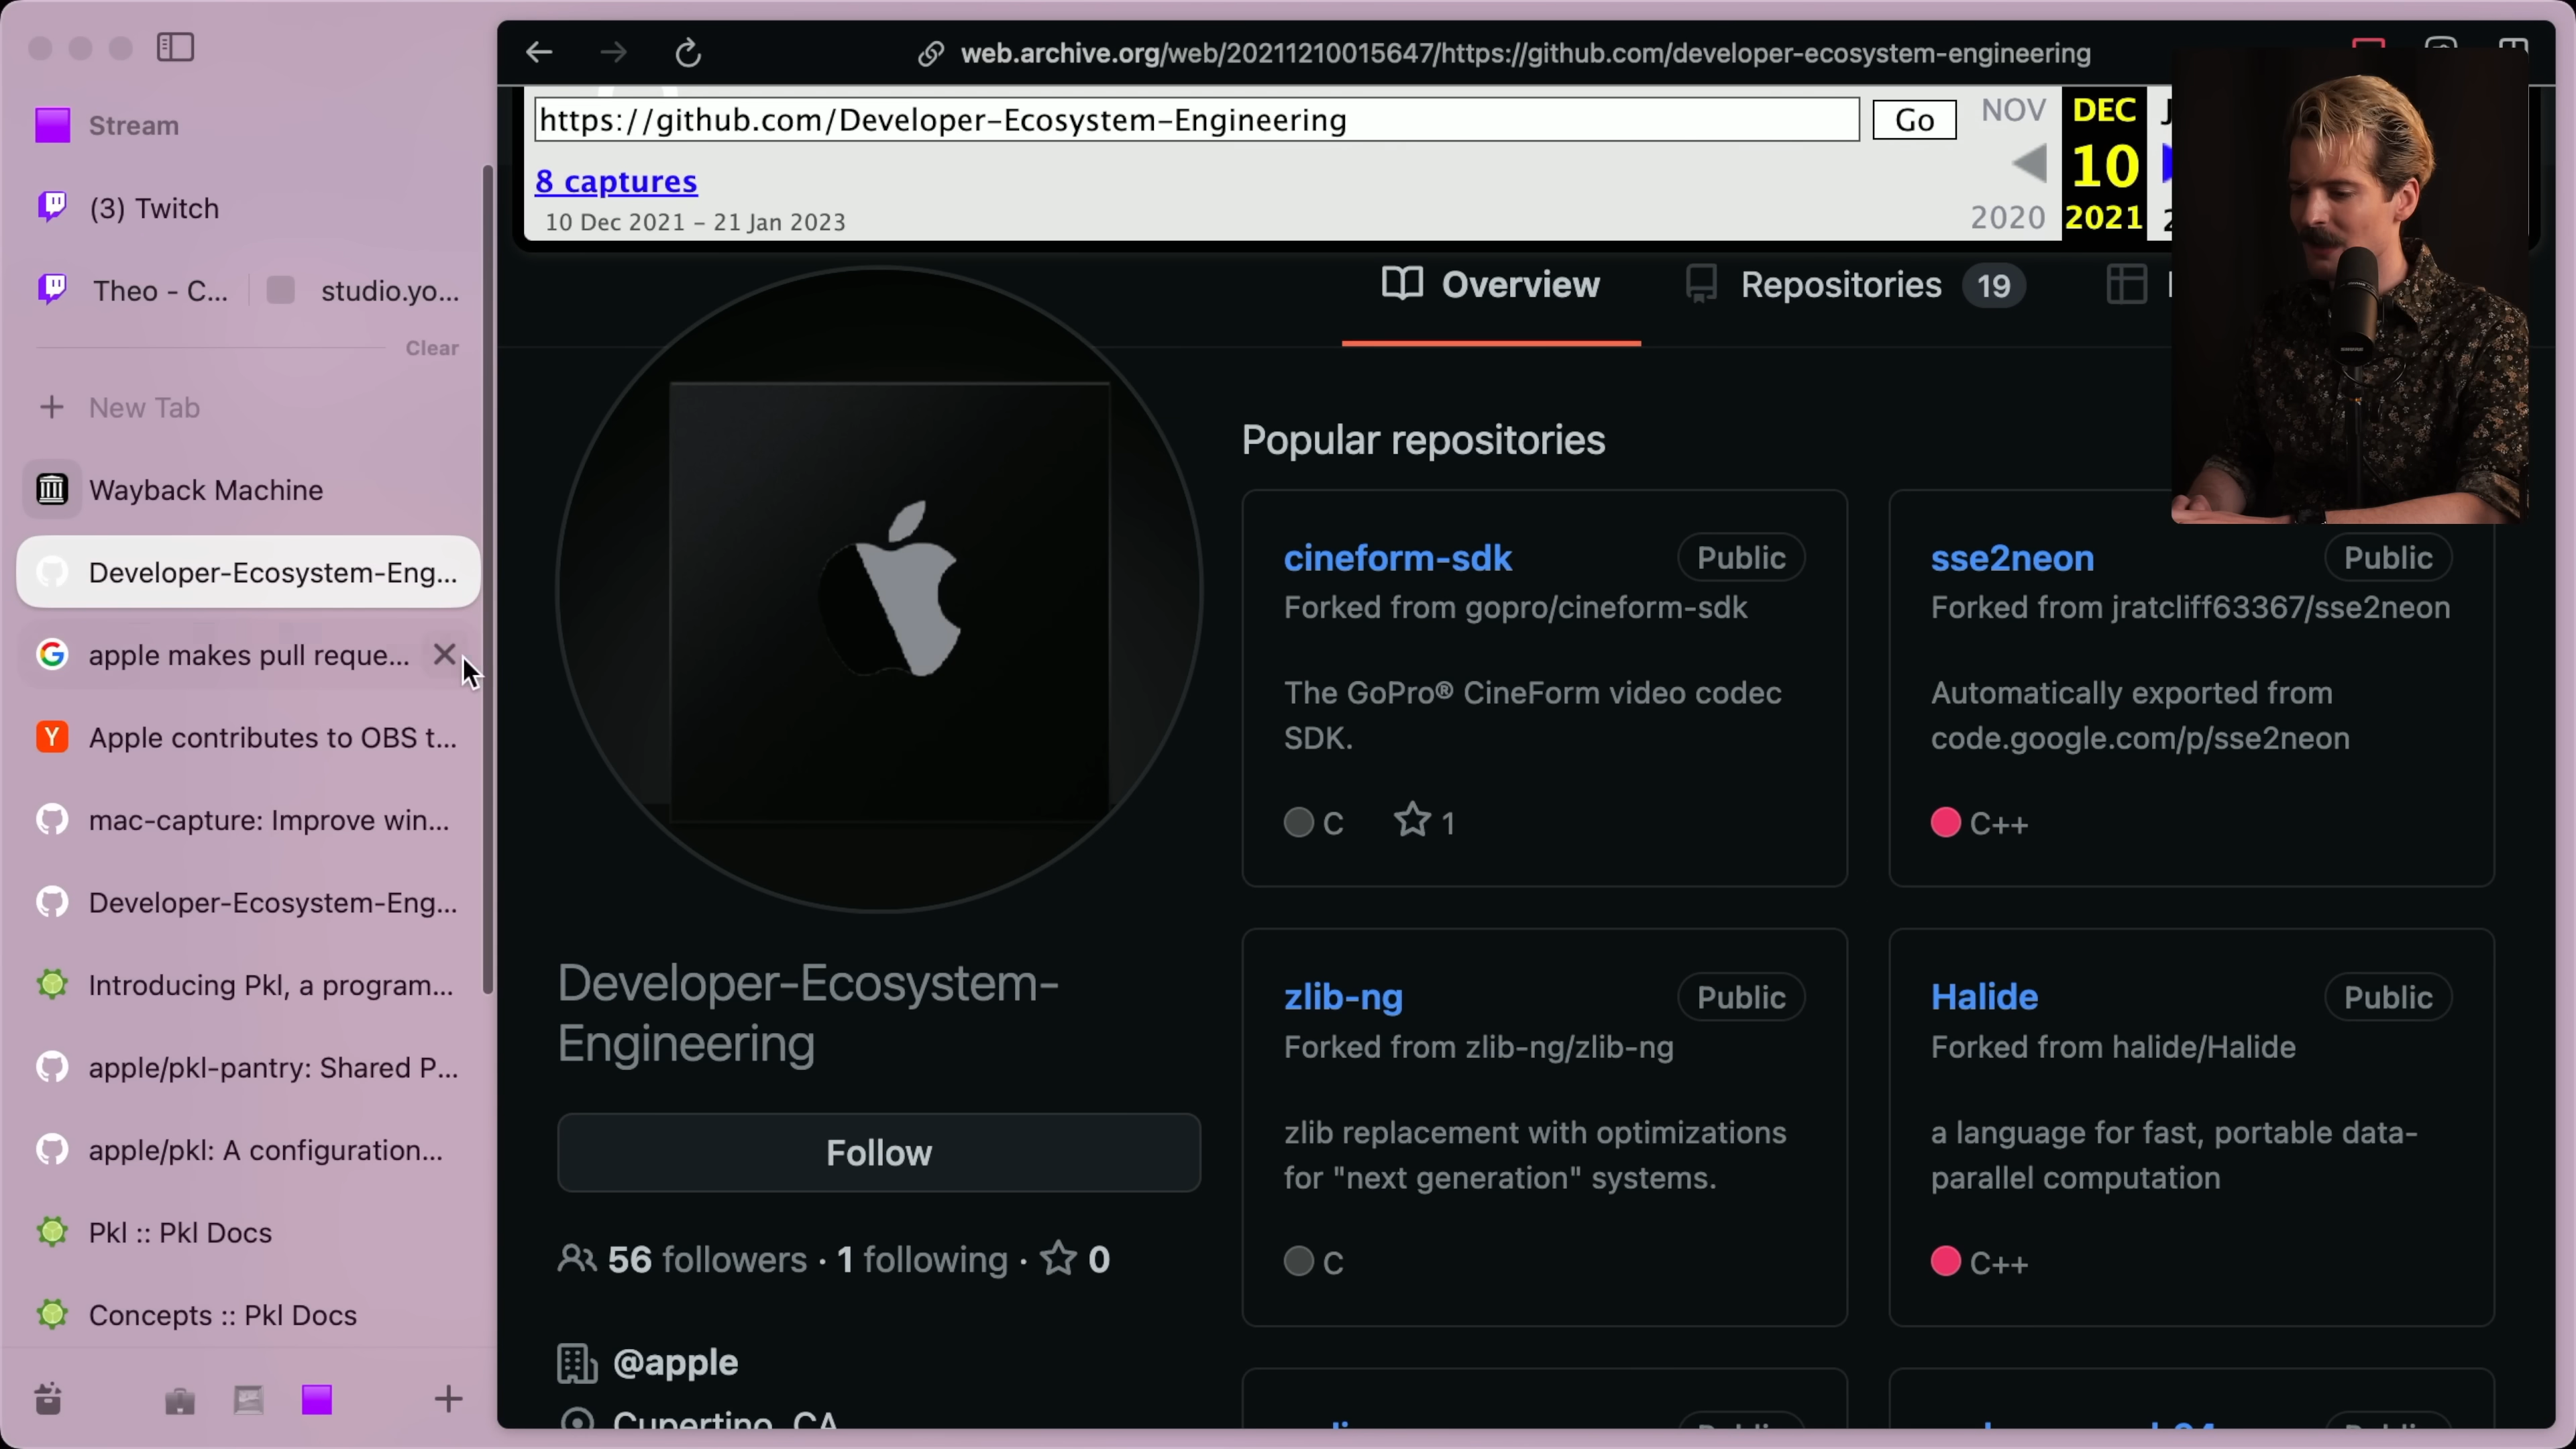 Stream
(3) Twitch
Theo - C...
studio.yo...
Clear
New Tab
Wayback Machine
Developer-Ecosystem-Eng...
apple makes pull reque...
Apple contributes to OBS t...
mac-capture: Improve win...
Developer-Ecosystem-Eng...
Introducing Pkl, a program...
apple/pkl-pantry: Shared P...
apple/pkl: A configuration...
Pkl :: Pkl Docs
Concepts :: Pkl Docs
web.archive.org/web/20211210015647/https://github.com/developer-ecosystem-engineering
https://github.com/Developer-Ecosystem-Engineering
Go
NOV
DEC
8 captures
10
10 Dec 2021 – 21 Jan 2023
2020
2021
Overview
Repositories 19
Popular repositories
cineform-sdk
Public
Forked from gopro/cineform-sdk
The GoPro® CineForm video codec
SDK.
C
1
sse2neon
Public
Forked from jratcliff63367/sse2neon
Automatically exported from
code.google.com/p/sse2neon
C++
zlib-ng
Public
Forked from zlib-ng/zlib-ng
zlib replacement with optimizations
for "next generation" systems.
C
Halide
Public
Forked from halide/Halide
a language for fast, portable data-
parallel computation
C++
Developer-Ecosystem-
Engineering
Follow
56 followers · 1 following · 0
@apple
Cupertino, CA